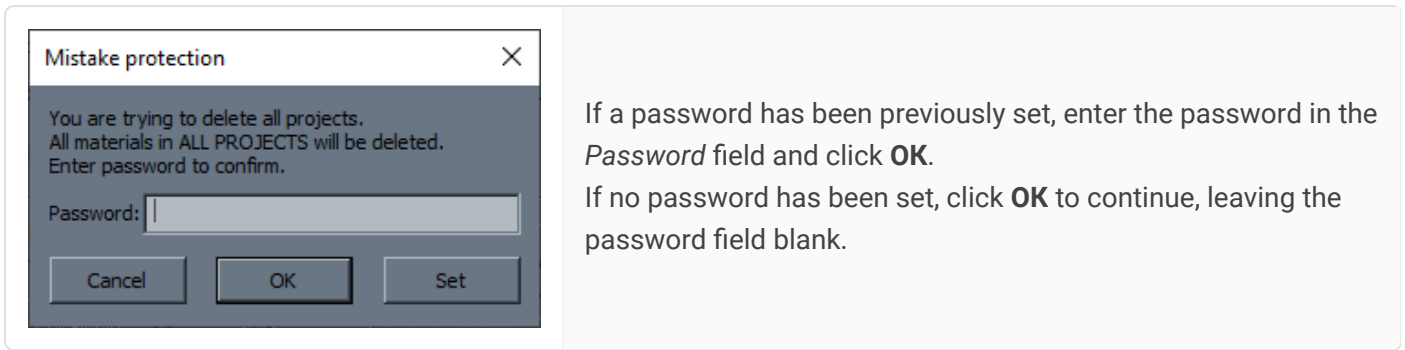 Mistake protection
You are trying to delete all projects.
All materials in ALL PROJECTS will be deleted.
Enter password to confirm.
Password:
Cancel
OK
Set
If a password has been previously set, enter the password in the
Password field and click OK.
If no password has been set, click OK to continue, leaving the
password field blank.